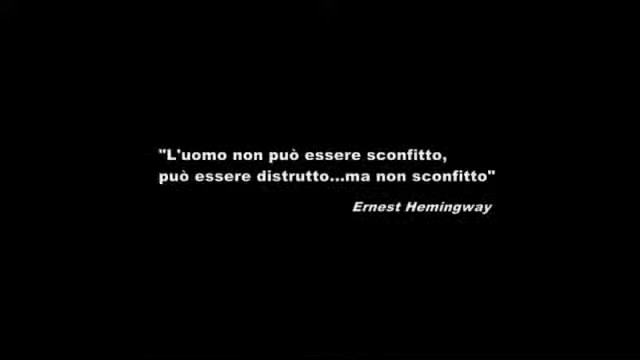 "L'uomo non può essere sconfitto,
può essere distrutto...ma non sconfitto"
Ernest Hemingway